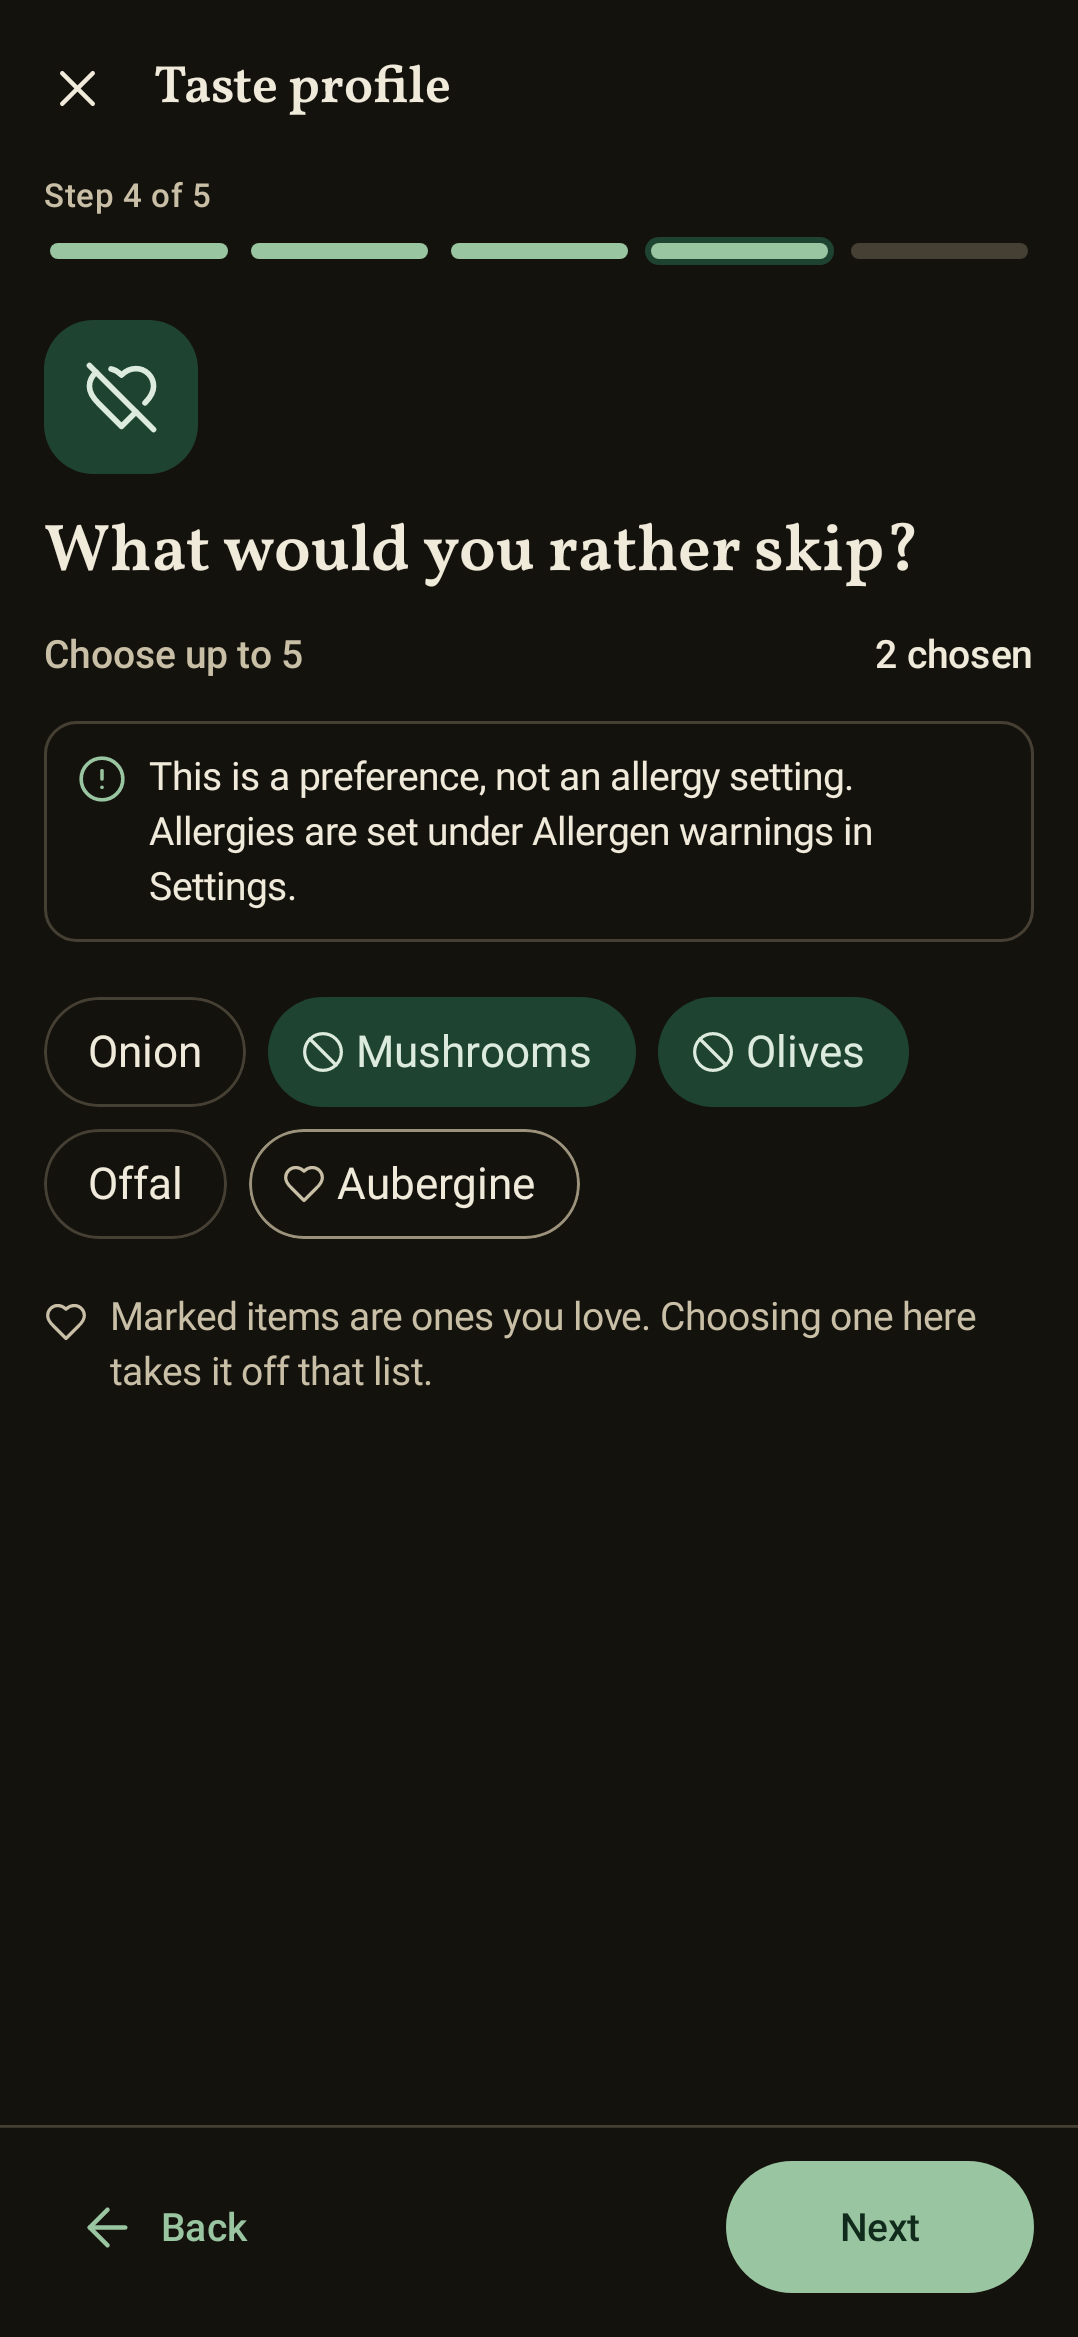 Taste profile
Step 4 of 5
What would you rather skip?
Choose up to 5
2 chosen
This is a preference, not an allergy setting.
Allergies are set under Allergen warnings in
Settings.
Onion
Mushrooms
Olives
Offal
Aubergine
Marked items are ones you love. Choosing one here
takes it off that list.
Back
Next